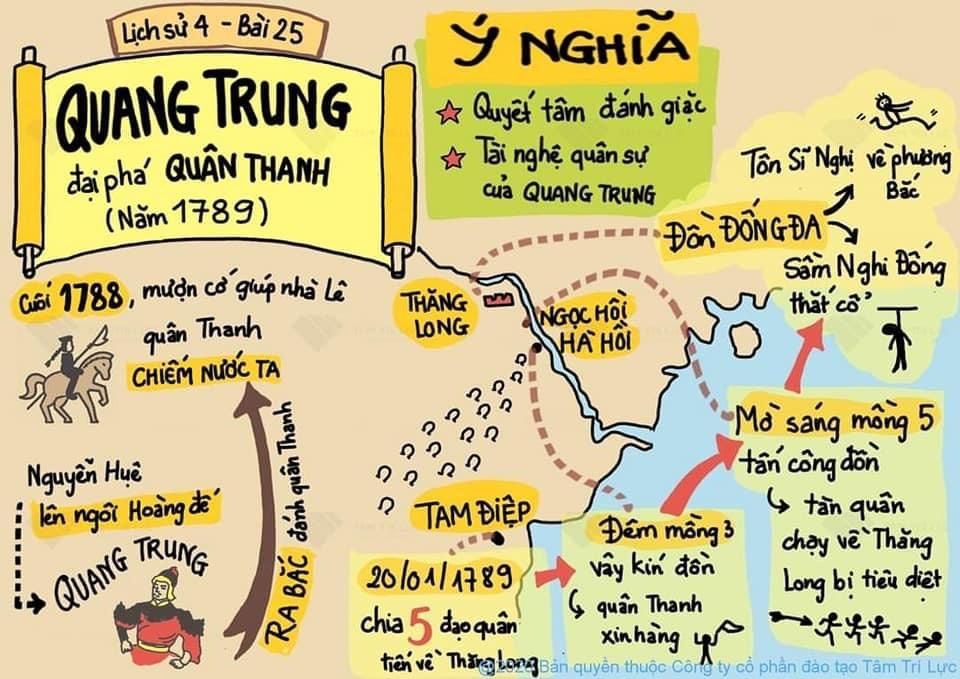 Lịch sử 4 - Bài 25
QUANG TRUNG
đại phá QUÂN THANH
(Năm 1789)
Ý NGHĨA
Quyết tâm đánh giặc
Tài nghệ quân sự
của QUANG TRUNG
Cuối 1788, mượn cớ giúp nhà Lê
quân Thanh
CHIẾM NƯỚC TA
Nguyễn Huệ
lên ngôi Hoàng đế
QUANG TRUNG
RA BẮC đánh quân Thanh
THĂNG
LONG
NGỌC HỒI
HÀ HỒI
TAM ĐIỆP
20/01/1789
chia 5 đạo quân
tiến về Thăng Long
Đêm mồng 3
vây kín đồn
quân Thanh
xin hàng
Mờ sáng mồng 5
tấn công đồn
tàn quân
chạy về Thăng
Long bị tiêu diệt
Đồn ĐỐNG ĐA
Tôn Sĩ Nghị về phương
Bắc
Sầm Nghi Đống
thắt cổ
@2020 Bản quyền thuộc Công ty cổ phần đào tạo Tâm Trí Lực